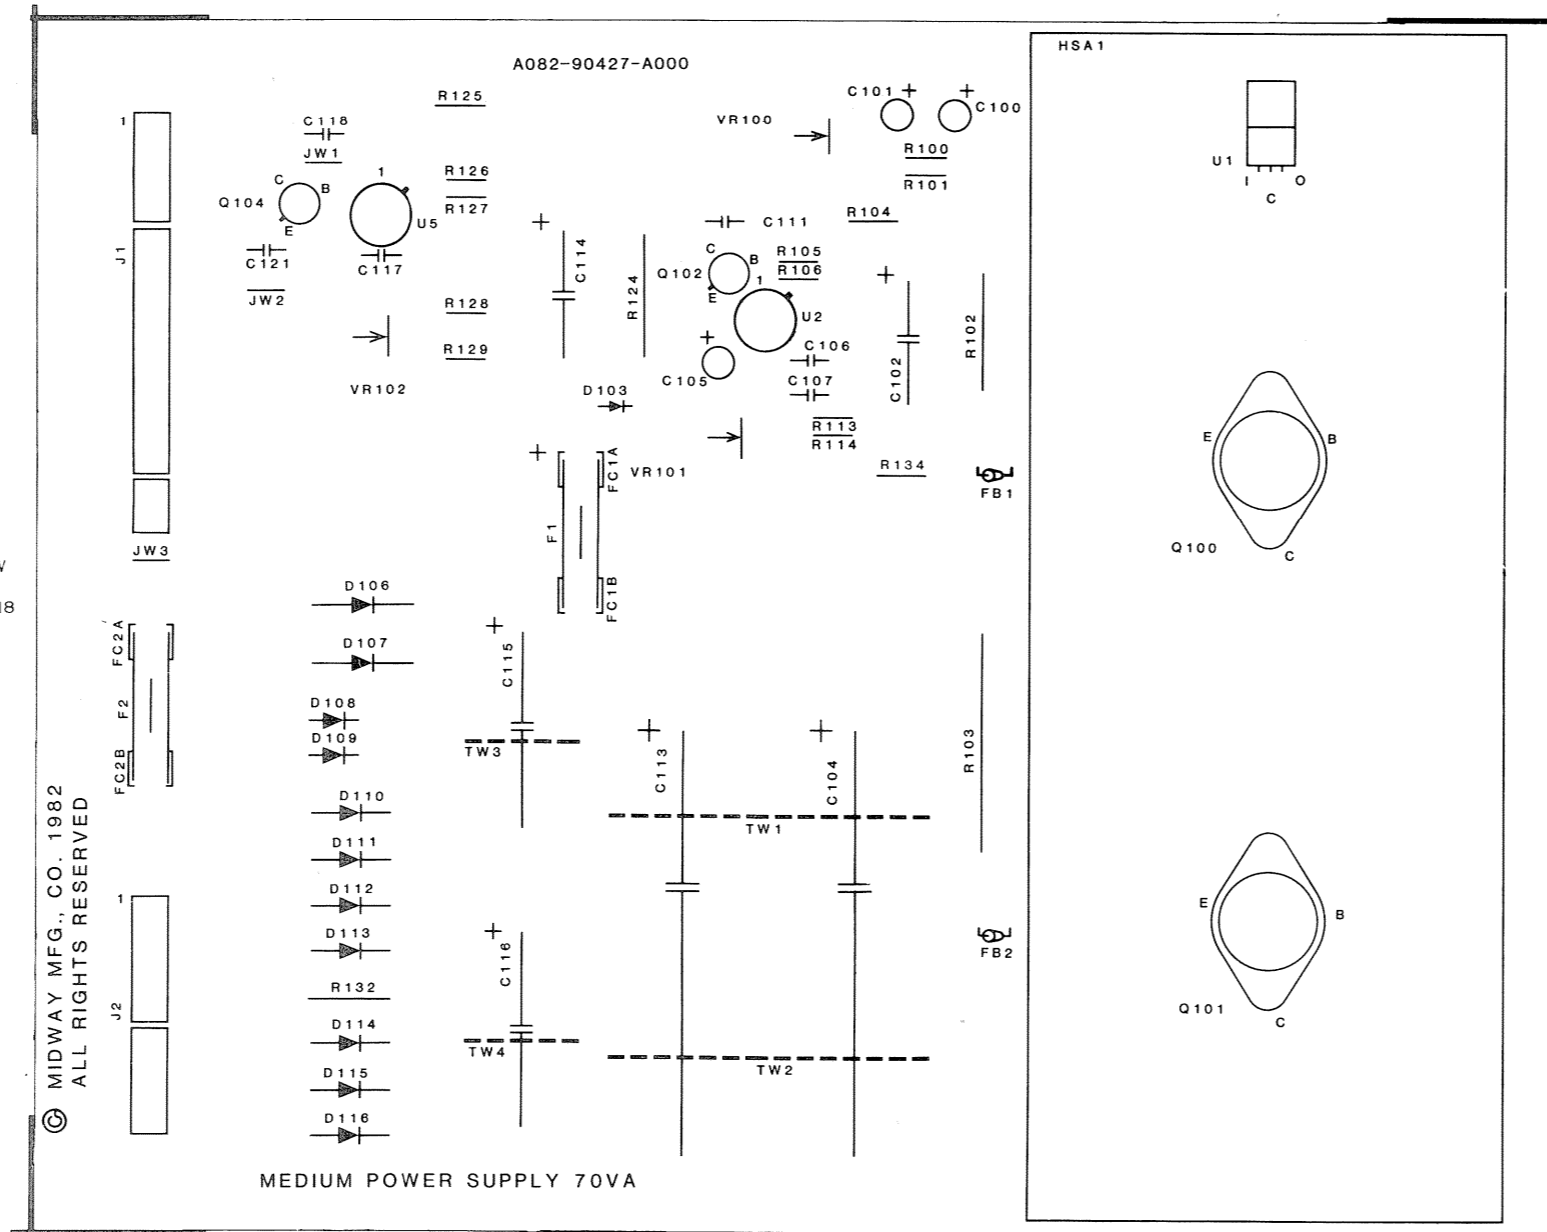 A082-90427-A000
HSA1
R125
C101 +
+
C100
VR100
1
C118
JW1
R100
R101
U1
I
O
C
C
B
Q104
E
1
U5
R126
R127
+
C114
C111
R104
J1
C121
C117
JW2
C
B
Q102
E
1
R105
R106
U2
+
R124
R102
R128
R129
VR102
+
C105
C106
C107
C102
D103
R113
R114
+
FC1A
VR101
R134
FB1
E
B
Q100
C
F1
FC1B
JW3
V
18
D106
D107
FC2A
F2
FC2B
+
C115
D108
D109
TW3
+
C113
+
C104
R103
D110
TW1
D111
D112
D113
R132
D114
D115
D116
1
J2
+
C116
TW4
TW2
FB2
E
B
Q101
C
© MIDWAY MFG., CO. 1982
ALL RIGHTS RESERVED
MEDIUM POWER SUPPLY 70VA